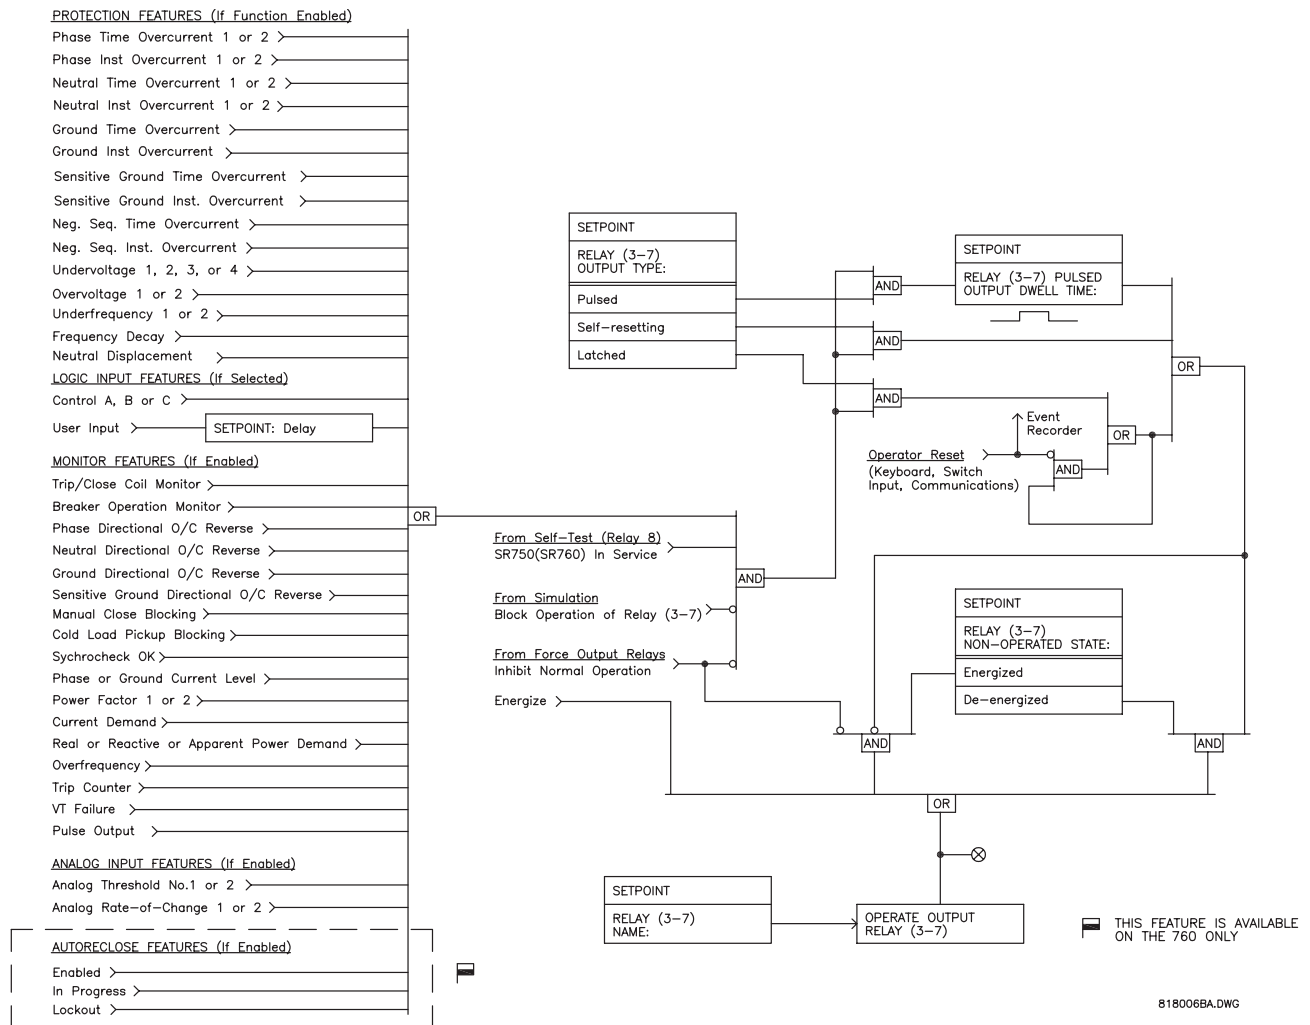 PROTECTION FEATURES (If Function Enabled)
Phase Time Overcurrent 1 or 2
Phase Inst Overcurrent 1 or 2
Neutral Time Overcurrent 1 or 2
Neutral Inst Overcurrent 1 or 2
Ground Time Overcurrent
Ground Inst Overcurrent
Sensitive Ground Time Overcurrent
Sensitive Ground Inst. Overcurrent
Neg. Seq. Time Overcurrent
Neg. Seq. Inst. Overcurrent
Undervoltage 1, 2, 3, or 4
Overvoltage 1 or 2
Underfrequency 1 or 2
Frequency Decay
Neutral Displacement
LOGIC INPUT FEATURES (If Selected)
Control A, B or C
User Input
SETPOINT: Delay
MONITOR FEATURES (If Enabled)
Trip/Close Coil Monitor
Breaker Operation Monitor
Phase Directional O/C Reverse
Neutral Directional O/C Reverse
Ground Directional O/C Reverse
Sensitive Ground Directional O/C Reverse
Manual Close Blocking
Cold Load Pickup Blocking
Sychrocheck OK
Phase or Ground Current Level
Power Factor 1 or 2
Current Demand
Real or Reactive or Apparent Power Demand
Overfrequency
Trip Counter
VT Failure
Pulse Output
ANALOG INPUT FEATURES (If Enabled)
Analog Threshold No.1 or 2
Analog Rate-of-Change 1 or 2
AUTORECLOSE FEATURES (If Enabled)
Enabled
In Progress
Lockout
OR
SETPOINT
RELAY (3-7)
OUTPUT TYPE:
Pulsed
Self-resetting
Latched
From Self-Test (Relay 8)
SR750(SR760) In Service
From Simulation
Block Operation of Relay (3-7)
From Force Output Relays
Inhibit Normal Operation
Energize
AND
AND
AND
AND
SETPOINT
RELAY (3-7) PULSED
OUTPUT DWELL TIME:
Event
Recorder
Operator Reset
(Keyboard, Switch
Input, Communications)
AND
OR
OR
SETPOINT
RELAY (3-7)
NON-OPERATED STATE:
Energized
De-energized
AND
AND
OR
SETPOINT
RELAY (3-7)
NAME:
OPERATE OUTPUT
RELAY (3-7)
THIS FEATURE IS AVAILABLE
ON THE 760 ONLY
818006BA.DWG